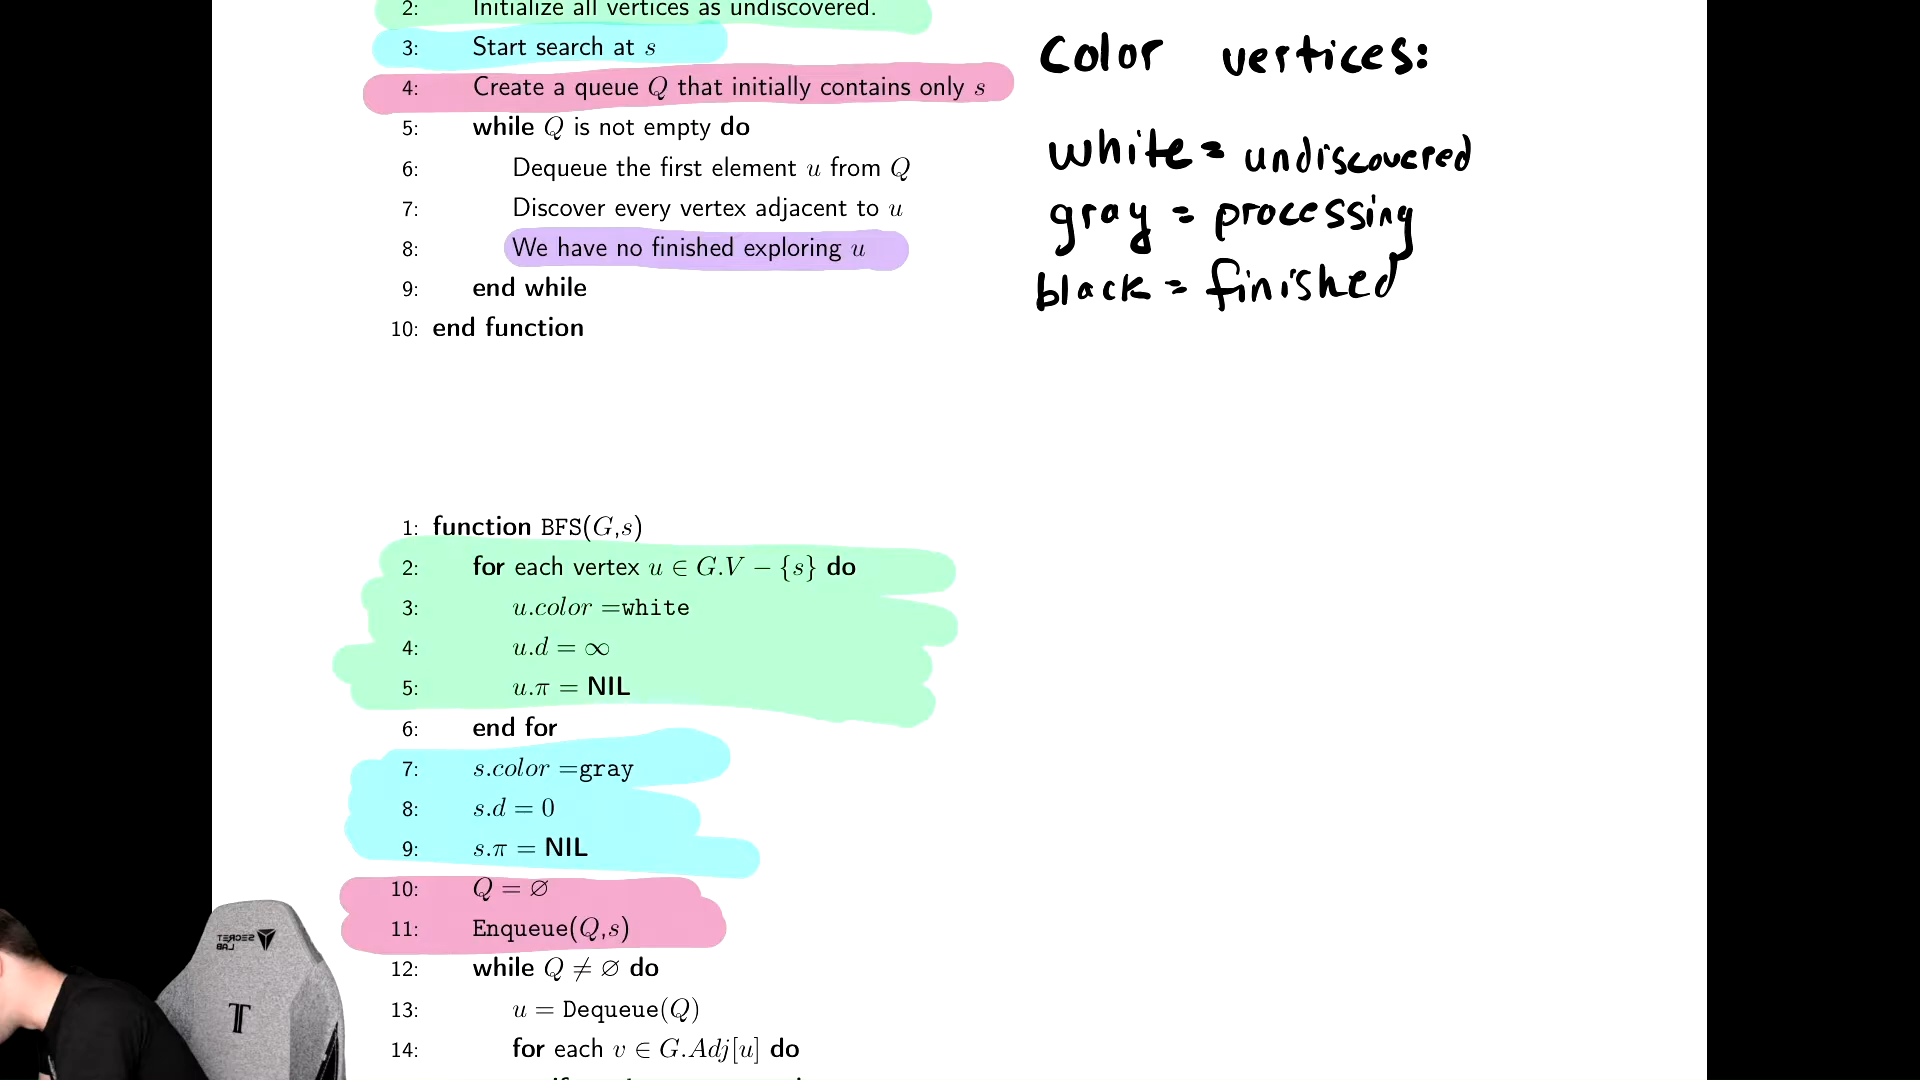 2: Initialize all vertices as undiscovered.
3: Start search at s
4: Create a queue Q that initially contains only s
5: while Q is not empty do
6: Dequeue the first element u from Q
7: Discover every vertex adjacent to u
8: We have no finished exploring u
9: end while
10: end function
Color vertices:
white = undiscovered
gray = processing
black = finished
1: function BFS(G,s)
2: for each vertex u ∈ G.V − {s} do
3: u.color =white
4: u.d = ∞
5: u.π = NIL
6: end for
7: s.color =gray
8: s.d = 0
9: s.π = NIL
10: Q = ∅
11: Enqueue(Q,s)
12: while Q ≠ ∅ do
13: u = Dequeue(Q)
14: for each v ∈ G.Adj[u] do
SECRET
LAB